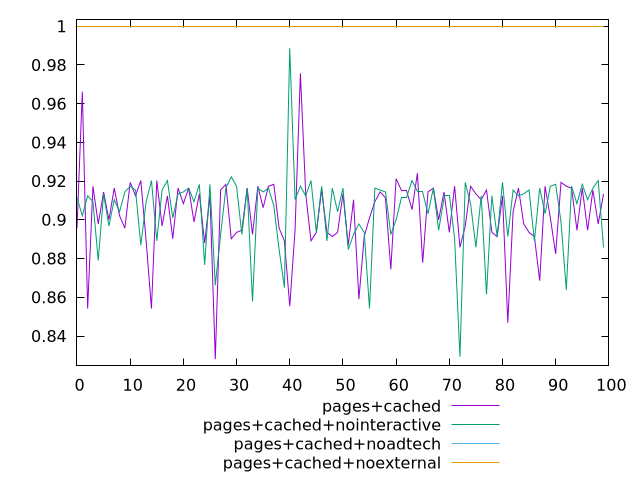 1
0.98
0.96
0.94
0.92
0.9
0.88
0.86
0.84
0 10 20 30 40 50 60 70 80 90 100
pages+cached
pages+cached+nointeractive
pages+cached+noadtech
pages+cached+noexternal